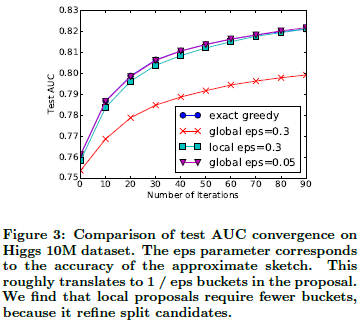 0.83
0.82
0.81
0.80
0.79
0.78
0.77
0.76
0.75
Test AUC
0 10 20 30 40 50 60 70 80 90
Number of Iterations
exact greedy
global eps=0.3
local eps=0.3
global eps=0.05
Figure 3: Comparison of test AUC convergence on
Higgs 10M dataset. The eps parameter corresponds
to the accuracy of the approximate sketch. This
roughly translates to 1 / eps buckets in the proposal.
We find that local proposals require fewer buckets,
because it refine split candidates.